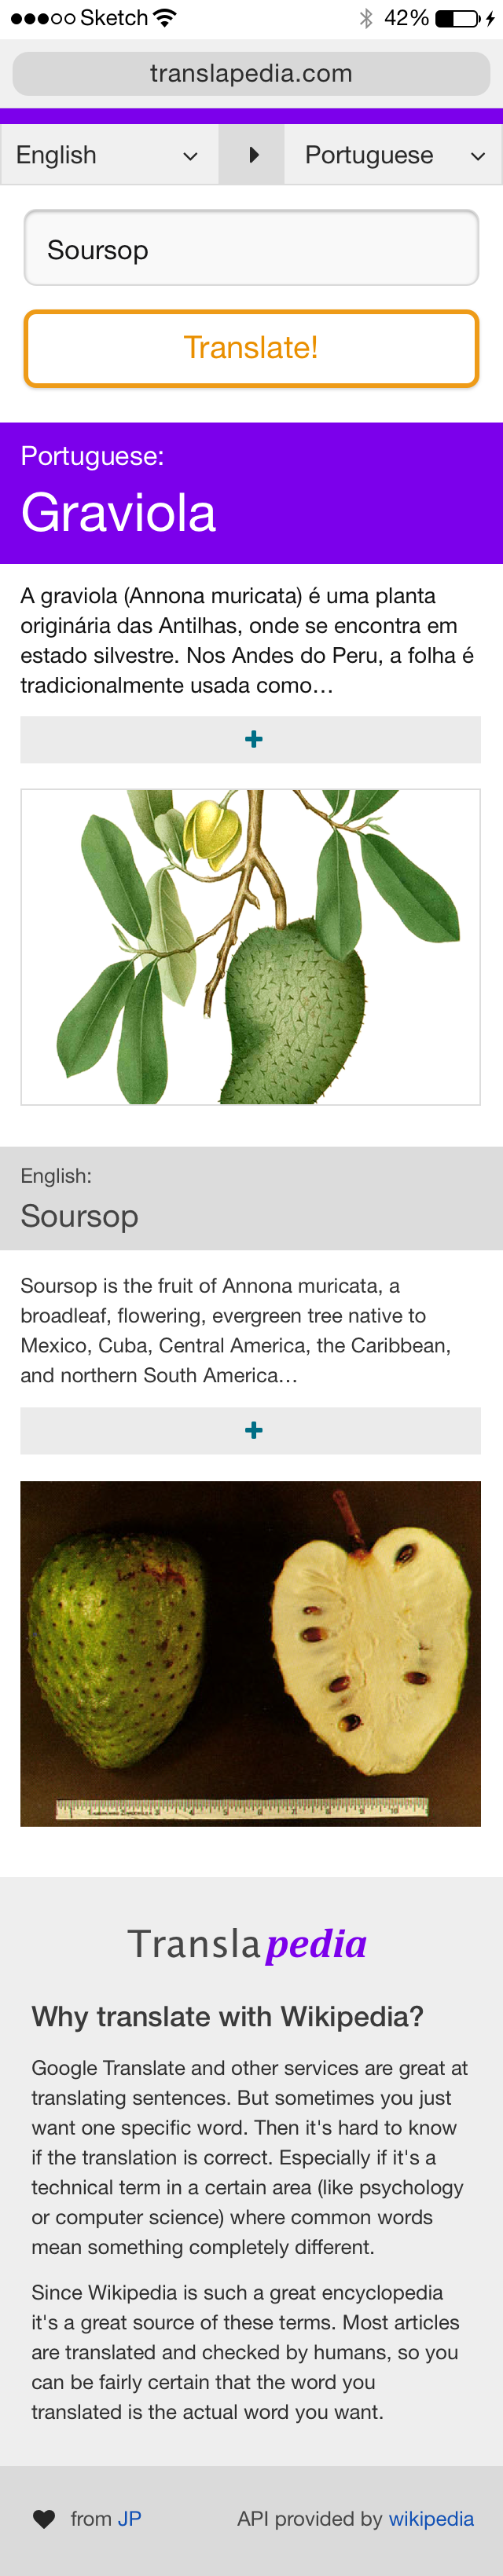 Sketch 42%
translapedia.com
English Portuguese
Soursop
Translate!
Portuguese:
Graviola
A graviola (Annona muricata) é uma planta
originária das Antilhas, onde se encontra em
estado silvestre. Nos Andes do Peru, a folha é
tradicionalmente usada como…
+
English:
Soursop
Soursop is the fruit of Annona muricata, a
broadleaf, flowering, evergreen tree native to
Mexico, Cuba, Central America, the Caribbean,
and northern South America…
+
Translapedia
Why translate with Wikipedia?
Google Translate and other services are great at
translating sentences. But sometimes you just
want one specific word. Then it's hard to know
if the translation is correct. Especially if it's a
technical term in a certain area (like psychology
or computer science) where common words
mean something completely different.
Since Wikipedia is such a great encyclopedia
it's a great source of these terms. Most articles
are translated and checked by humans, so you
can be fairly certain that the word you
translated is the actual word you want.
from JP API provided by wikipedia